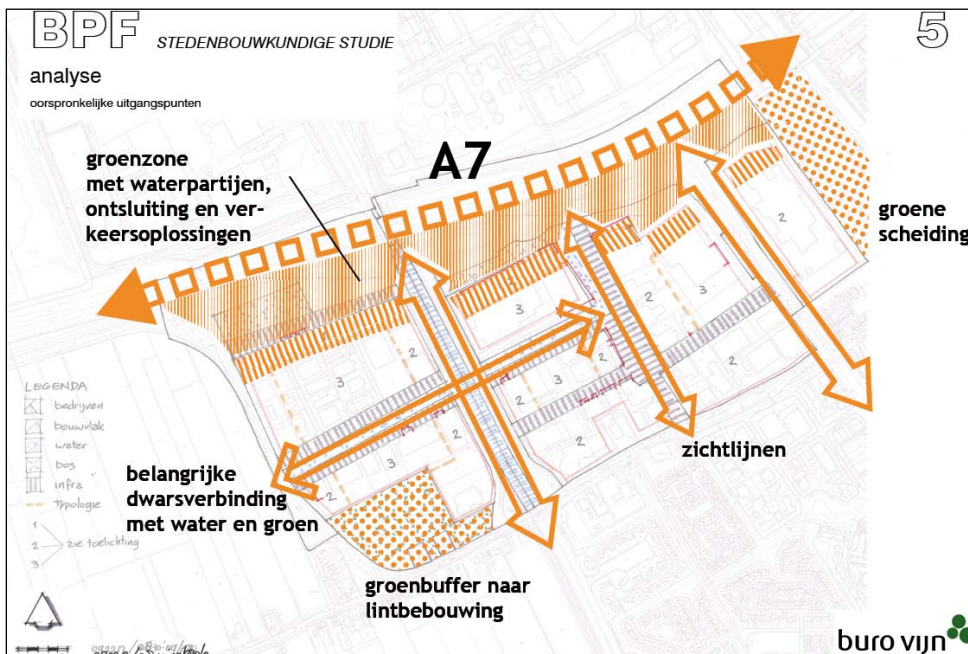 BPF STEDENBOUWKUNDIGE STUDIE
5
analyse
oorspronkelijke uitgangspunten
A7
groenzone
met waterpartijen,
ontsluiting en ver-
keersoplossingen
groene
scheiding
2
3
2
3
3
2
2
2
2
3
2
2
2
LEGENDA
bedrijven
bouwvlak
water
bos
infra
typologie
1
2 zie toelichting
3
zichtlijnen
belangrijke
dwarsverbinding
met water en groen
groenbuffer naar
lintbebouwing
buro vijn